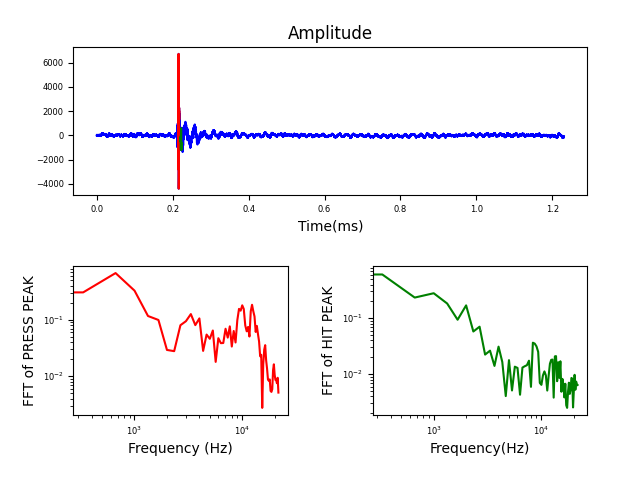 Amplitude
6000
4000
2000
0
−2000
−4000
0.0 0.2 0.4 0.6 0.8 1.0 1.2
Time(ms)
FFT of PRESS PEAK
10⁻¹
10⁻²
10³ 10⁴
Frequency (Hz)
FFT of HIT PEAK
10⁻¹
10⁻²
10³ 10⁴
Frequency(Hz)